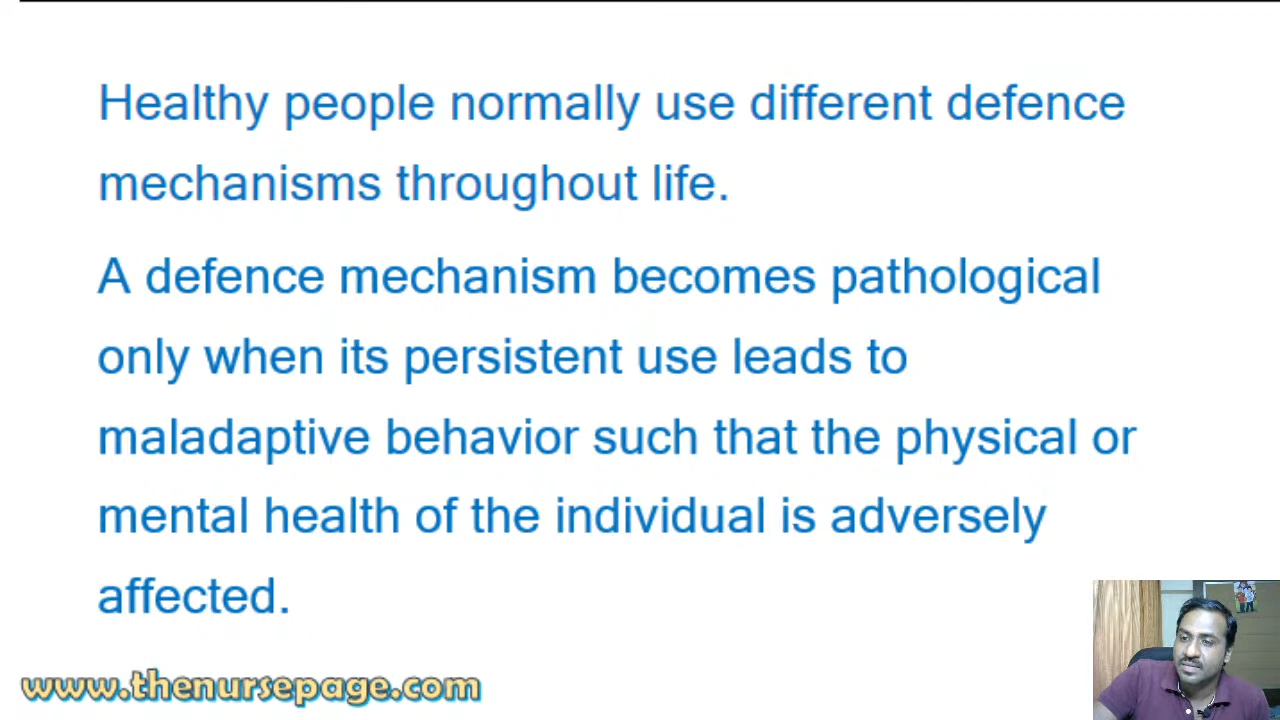 Healthy people normally use different defence
mechanisms throughout life.
A defence mechanism becomes pathological
only when its persistent use leads to
maladaptive behavior such that the physical or
mental health of the individual is adversely
affected.
www.thenursepage.com